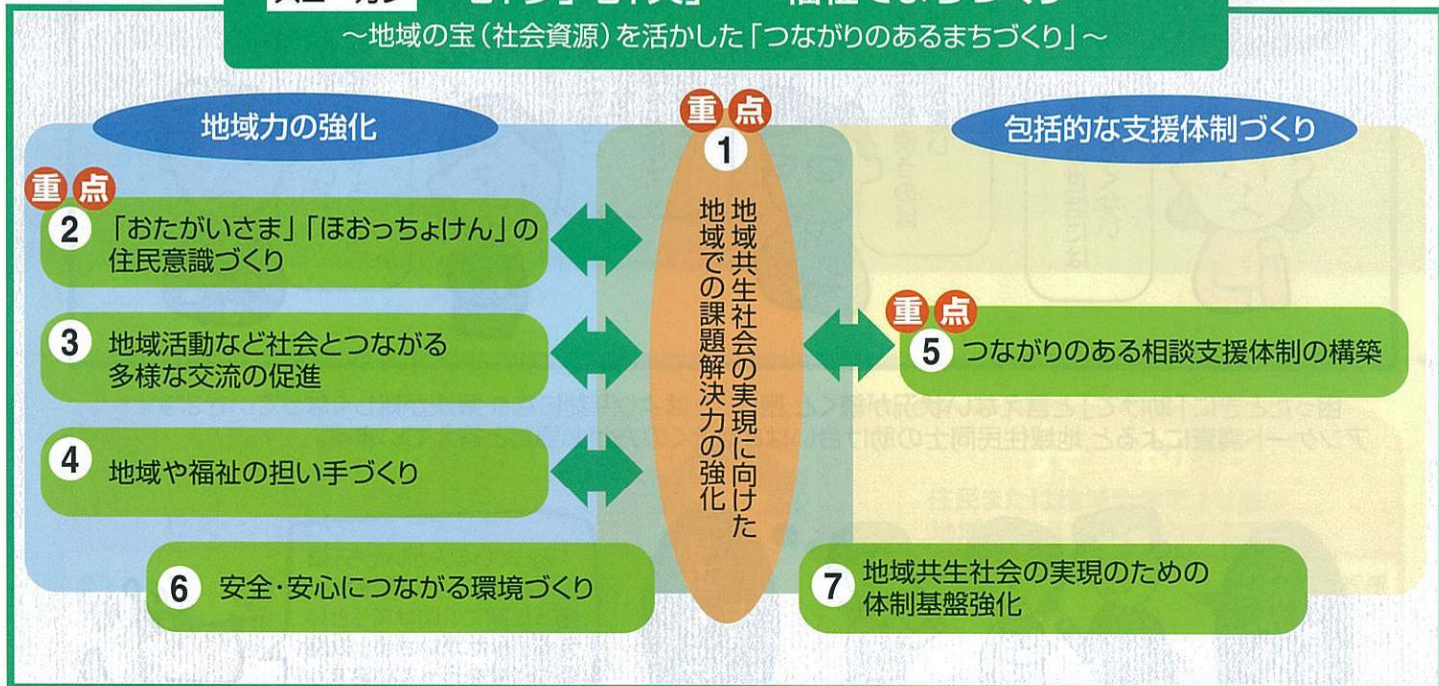 ～地域の宝（社会資源）を活かした「つながりのあるまちづくり」～
地域力の強化
重点
1
地域共生社会の実現に向けた
地域での課題解決力の強化
包括的な支援体制づくり
重点
2 「おたがいさま」「ほおっちょけん」の
住民意識づくり
3 地域活動など社会とつながる
多様な交流の促進
4 地域や福祉の担い手づくり
重点
5 つながりのある相談支援体制の構築
6 安全・安心につながる環境づくり
7 地域共生社会の実現のための
体制基盤強化